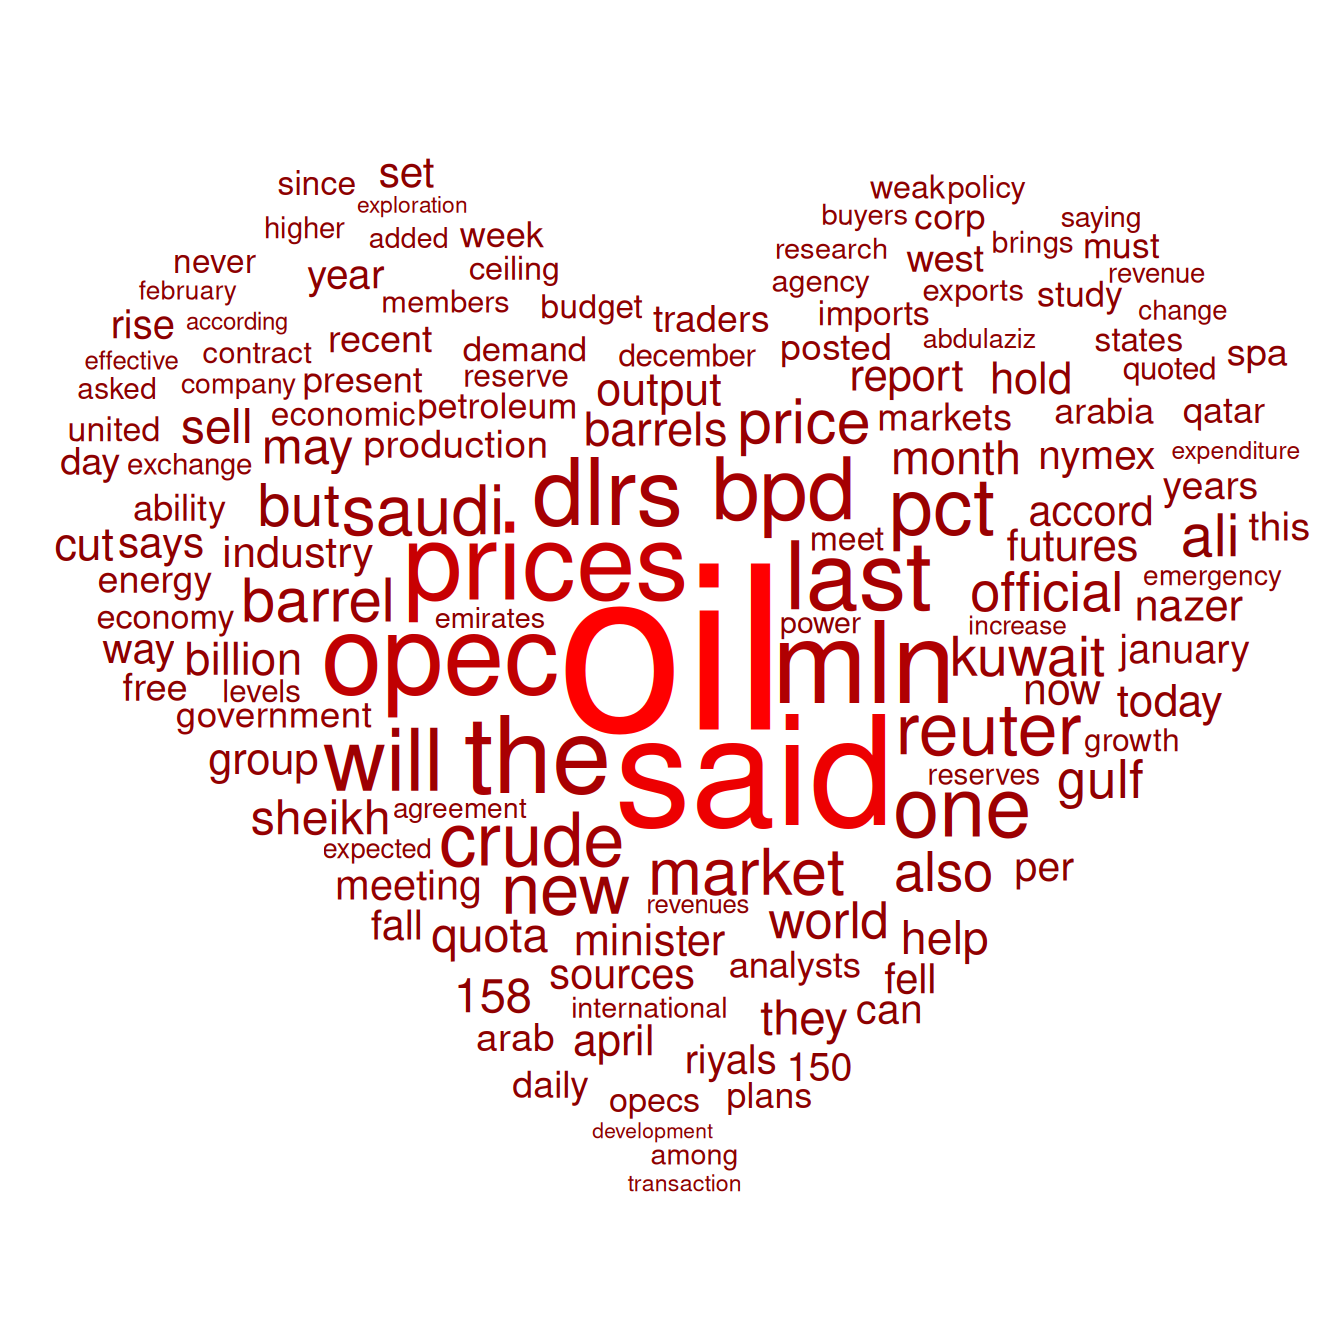 since set weak policy
exploration buyers corp saying
higher added week research west brings must
never year ceiling agency revenue
february members budget traders imports exports study change
rise according recent demand december posted abdulaziz states spa
effective contract reserve output report hold quoted
asked company present petroleum barrels price markets arabia qatar
united sell economic production month nymex expenditure
day exchange may dlrs bpd pct years
ability but saudi . accord ali this
cut says industry prices last meet futures
energy barrel emirates oil power official emergency nazer
economy opec mln increase
way billion kuwait january
free levels now today
government will the said reuter growth
group reserves gulf
sheikh agreement crude one
expected market also per
meeting new revenues
fall quota minister world help
sources analysts fell
158 international they can
arab april riyals 150
daily opecs plans
development
among
transaction